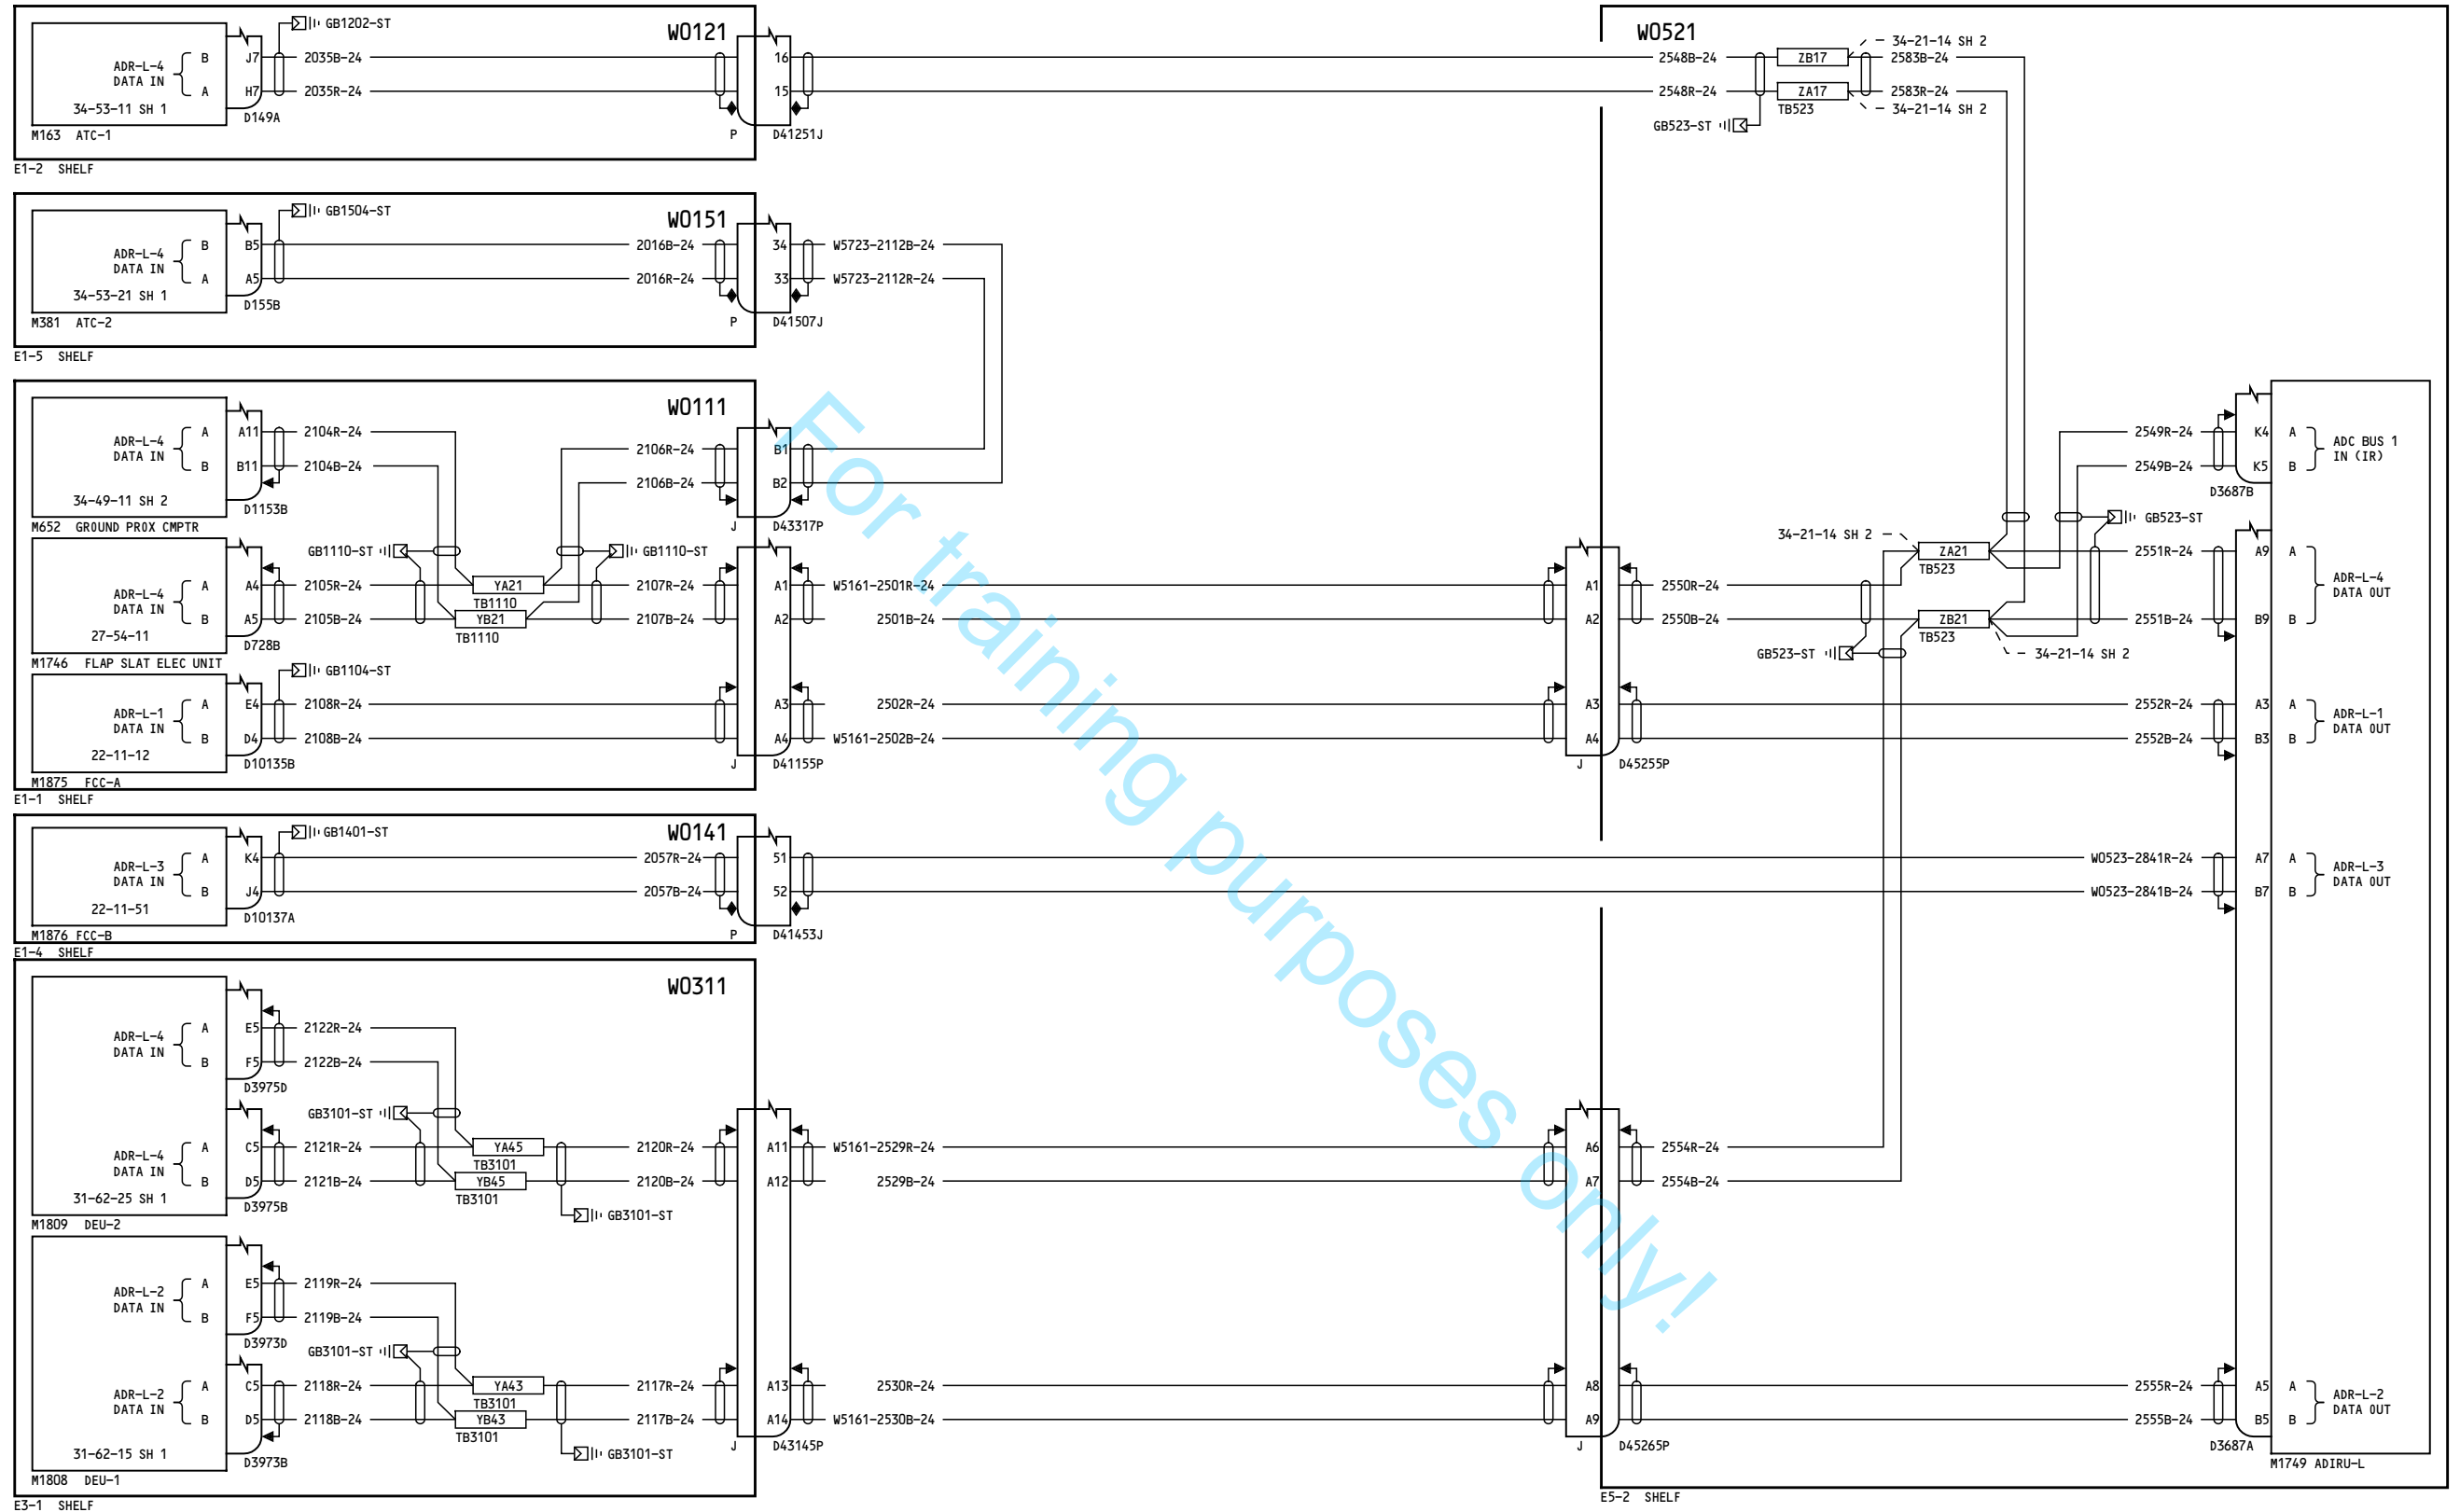 GB1202-ST
W0121
ADR-L-4
DATA IN
B
A
34-53-11 SH 1
M163 ATC-1
E1-2 SHELF
J7
H7
D149A
2035B-24
2035R-24
16
15
P
D41251J
W0521
2548B-24
2548R-24
ZB17
ZA17
TB523
GB523-ST
34-21-14 SH 2
2583B-24
2583R-24
34-21-14 SH 2
GB1504-ST
W0151
ADR-L-4
DATA IN
B
A
34-53-21 SH 1
M381 ATC-2
E1-5 SHELF
B5
A5
D155B
2016B-24
2016R-24
34
33
P
D41507J
W5723-2112B-24
W5723-2112R-24
W0111
ADR-L-4
DATA IN
A
B
34-49-11 SH 2
M652 GROUND PROX CMPTR
A11
B11
D1153B
2104R-24
2104B-24
2106R-24
2106B-24
B1
B2
J
D43317P
ADR-L-4
DATA IN
A
B
27-54-11
M1746 FLAP SLAT ELEC UNIT
A4
A5
D728B
2105R-24
2105B-24
GB1110-ST
YA21
TB1110
YB21
TB1110
GB1110-ST
2107R-24
2107B-24
A1
A2
W5161-2501R-24
2501B-24
A1
A2
2550R-24
2550B-24
34-21-14 SH 2
ZA21
TB523
ZB21
TB523
GB523-ST
34-21-14 SH 2
GB523-ST
2549R-24
2549B-24
K4
K5
D3687B
A
B
ADC BUS 1
IN (IR)
2551R-24
2551B-24
A9
B9
A
B
ADR-L-4
DATA OUT
ADR-L-1
DATA IN
A
B
22-11-12
M1875 FCC-A
E1-1 SHELF
GB1104-ST
E4
D4
D10135B
2108R-24
2108B-24
A3
A4
J
D41155P
2502R-24
W5161-2502B-24
A3
A4
J
D45255P
2552R-24
2552B-24
A3
B3
A
B
ADR-L-1
DATA OUT
W0141
GB1401-ST
ADR-L-3
DATA IN
A
B
22-11-51
M1876 FCC-B
E1-4 SHELF
K4
J4
D10137A
2057R-24
2057B-24
51
52
P
D41453J
W0523-2841R-24
W0523-2841B-24
A7
B7
A
B
ADR-L-3
DATA OUT
W0311
ADR-L-4
DATA IN
A
B
E5
F5
D3975D
2122R-24
2122B-24
GB3101-ST
ADR-L-4
DATA IN
A
B
31-62-25 SH 1
M1809 DEU-2
C5
D5
D3975B
2121R-24
2121B-24
YA45
TB3101
YB45
TB3101
GB3101-ST
2120R-24
2120B-24
A11
A12
W5161-2529R-24
2529B-24
A6
A7
2554R-24
2554B-24
ADR-L-2
DATA IN
A
B
E5
F5
D3973D
2119R-24
2119B-24
GB3101-ST
ADR-L-2
DATA IN
A
B
31-62-15 SH 1
M1808 DEU-1
E3-1 SHELF
C5
D5
D3973B
2118R-24
2118B-24
YA43
TB3101
YB43
TB3101
GB3101-ST
2117R-24
2117B-24
A13
A14
J
D43145P
2530R-24
W5161-2530B-24
A8
A9
J
D45265P
2555R-24
2555B-24
A5
B5
D3687A
A
B
ADR-L-2
DATA OUT
M1749 ADIRU-L
E5-2 SHELF
For training purposes only!